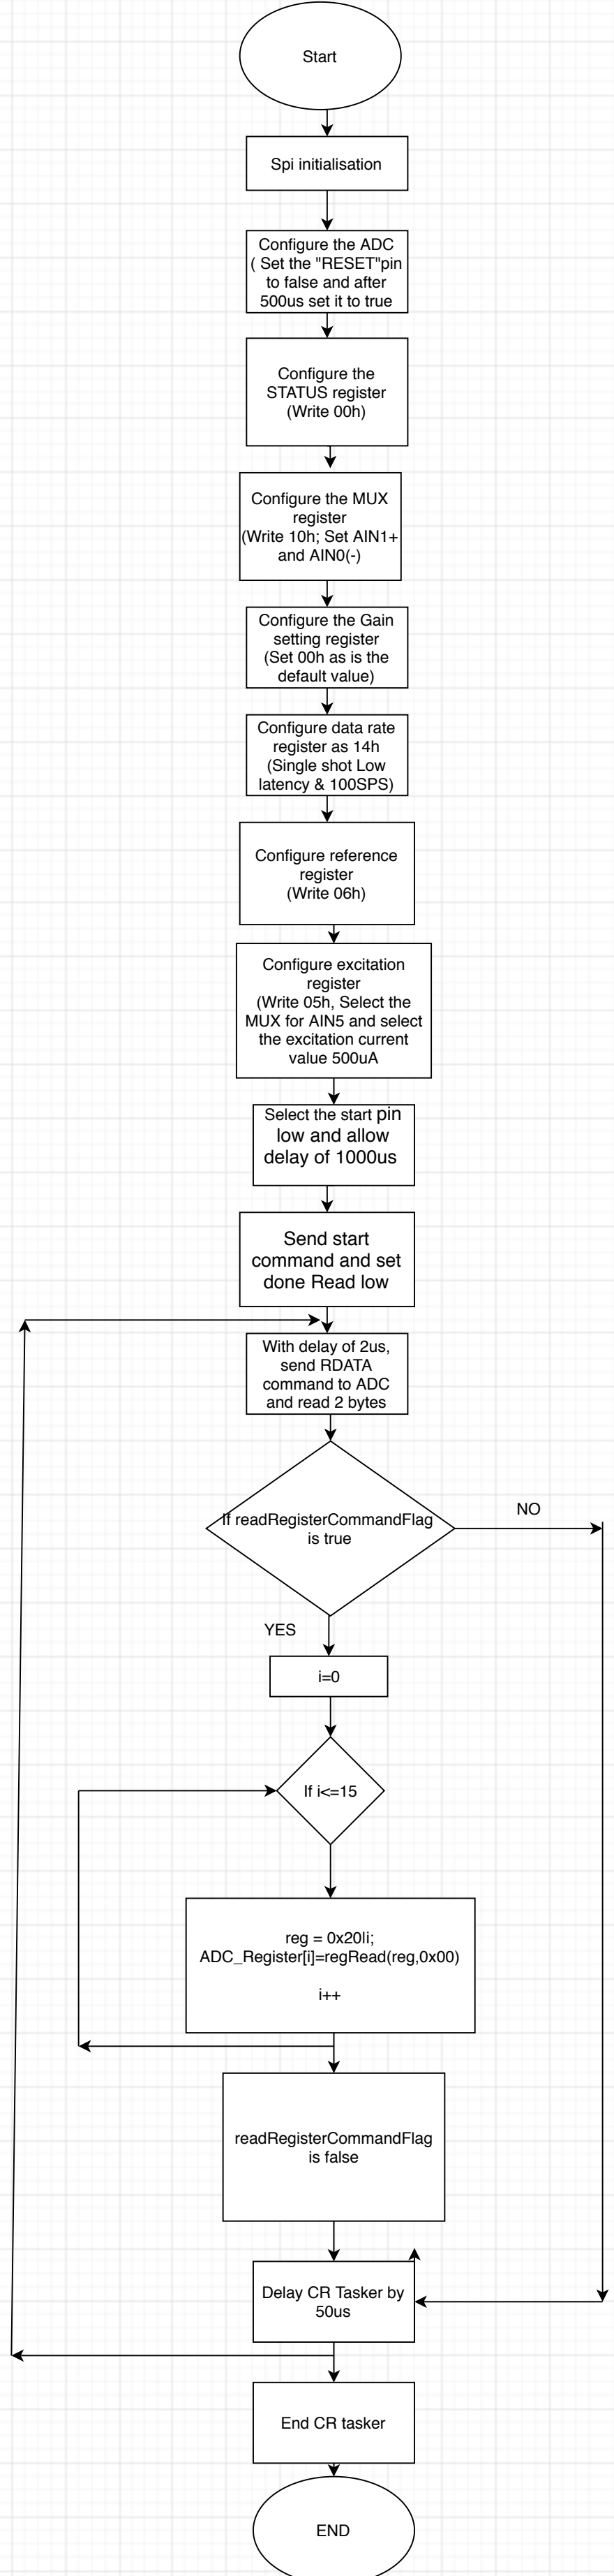 Start
Spi initialisation
Configure the ADC
( Set the "RESET"pin
to false and after
500us set it to true
Configure the
STATUS register
(Write 00h)
Configure the MUX
register
(Write 10h; Set AIN1+
and AIN0(-)
Configure the Gain
setting register
(Set 00h as is the
default value)
Configure data rate
register as 14h
(Single shot Low
latency & 100SPS)
Configure reference
register
(Write 06h)
Configure excitation
register
(Write 05h, Select the
MUX for AIN5 and select
the excitation current
value 500uA
Select the start pin
low and allow
delay of 1000us
Send start
command and set
done Read low
With delay of 2us,
send RDATA
command to ADC
and read 2 bytes
If readRegisterCommandFlag
is true
NO
YES
i=0
If i<=15
reg = 0x20li;
ADC_Register[i]=regRead(reg,0x00)
i++
readRegisterCommandFlag
is false
Delay CR Tasker by
50us
End CR tasker
END